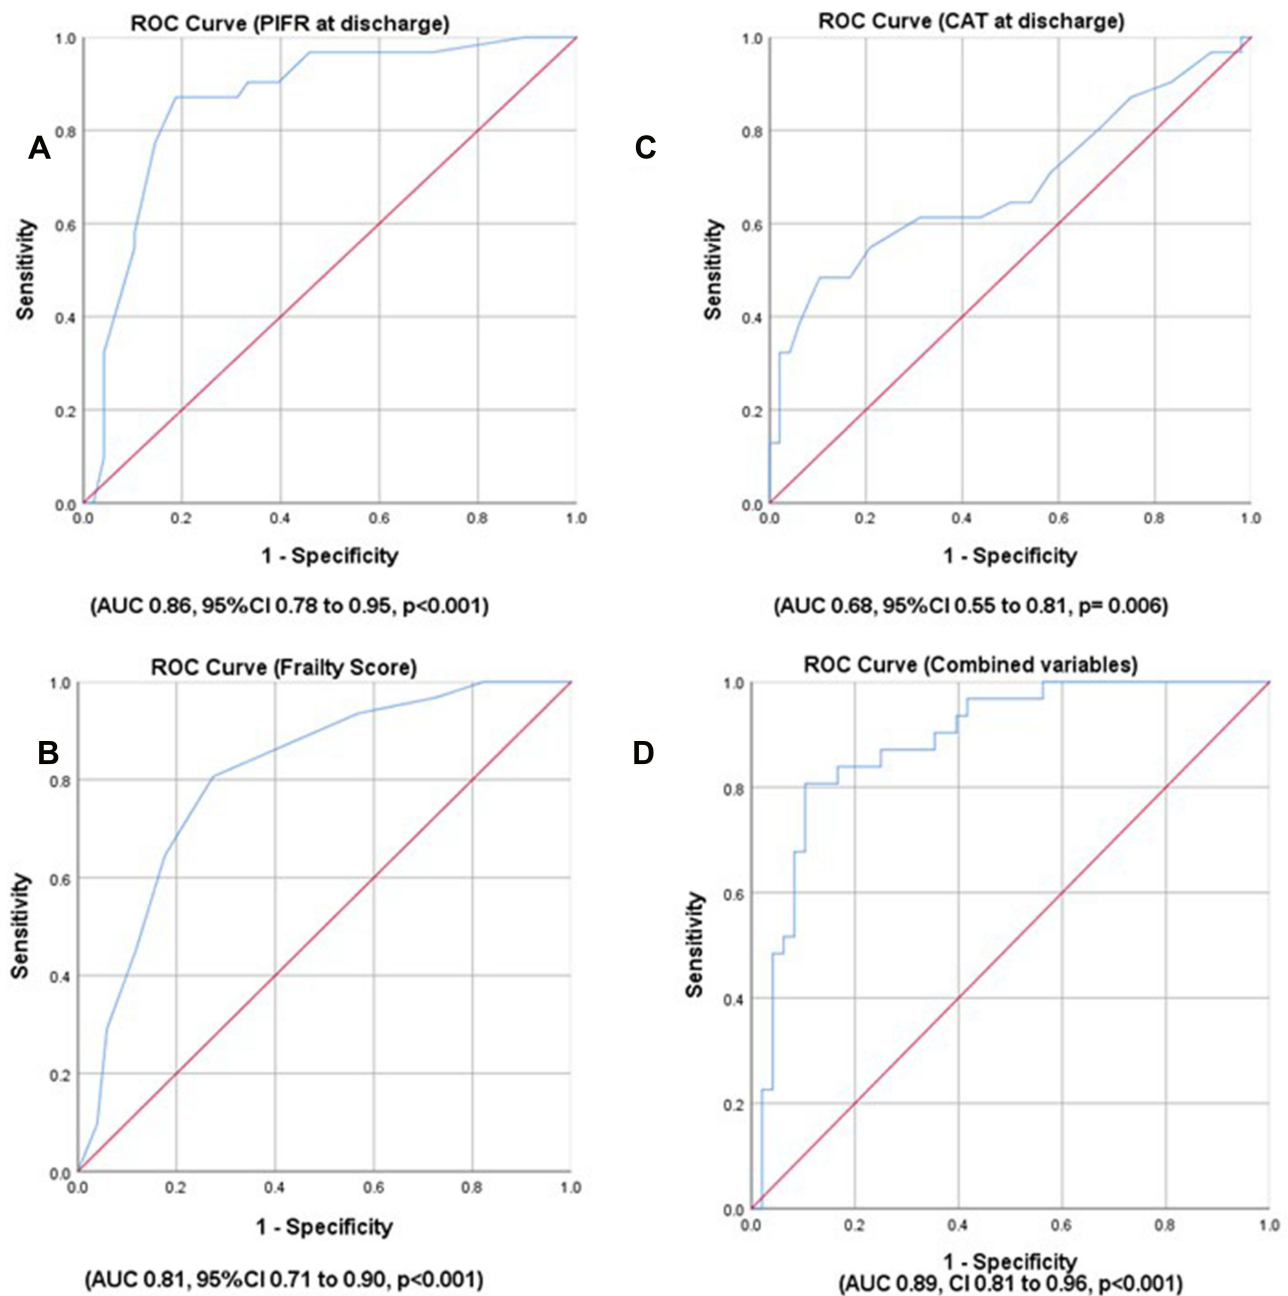 ROC Curve (PIFR at discharge)
A
Sensitivity
1.0
0.8
0.6
0.4
0.2
0.0
0.0 0.2 0.4 0.6 0.8 1.0
1 - Specificity
(AUC 0.86, 95%CI 0.78 to 0.95, p<0.001)
ROC Curve (Frailty Score)
B
Sensitivity
1.0
0.8
0.6
0.4
0.2
0.0
0.0 0.2 0.4 0.6 0.8 1.0
1 - Specificity
(AUC 0.81, 95%CI 0.71 to 0.90, p<0.001)
ROC Curve (CAT at discharge)
C
Sensitivity
1.0
0.8
0.6
0.4
0.2
0.0
0.0 0.2 0.4 0.6 0.8 1.0
1 - Specificity
(AUC 0.68, 95%CI 0.55 to 0.81, p= 0.006)
ROC Curve (Combined variables)
D
Sensitivity
1.0
0.8
0.6
0.4
0.2
0.0
0.0 0.2 0.4 0.6 0.8 1.0
1 - Specificity
(AUC 0.89, CI 0.81 to 0.96, p<0.001)